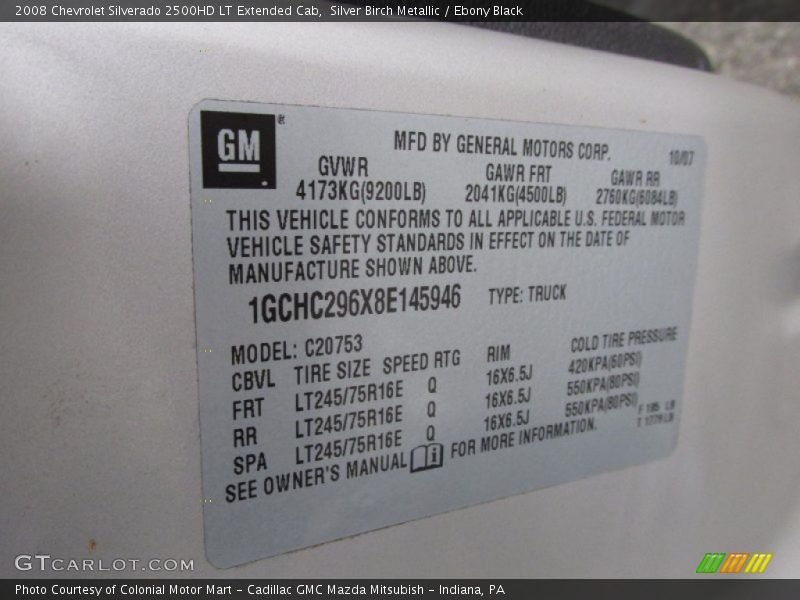 2008 Chevrolet Silverado 2500HD LT Extended Cab,  Silver Birch Metallic / Ebony Black
GM
®
MFD BY GENERAL MOTORS CORP. 10/07
GVWR GAWR FRT GAWR RR
4173KG(9200LB) 2041KG(4500LB) 2760KG(6084LB)
THIS VEHICLE CONFORMS TO ALL APPLICABLE U.S. FEDERAL MOTOR
VEHICLE SAFETY STANDARDS IN EFFECT ON THE DATE OF
MANUFACTURE SHOWN ABOVE.
1GCHC296X8E145946 TYPE: TRUCK
MODEL: C20753
CBVL TIRE SIZE SPEED RTG RIM COLD TIRE PRESSURE
FRT LT245/75R16E Q 16X6.5J 420KPA(60PSI)
RR LT245/75R16E Q 16X6.5J 550KPA(80PSI)
SPA LT245/75R16E Q 16X6.5J 550KPA(80PSI)
F 185 LB
T 1779 LB
SEE OWNER'S MANUAL i FOR MORE INFORMATION.
GTCARLOT.COM
Photo Courtesy of Colonial Motor Mart - Cadillac GMC Mazda Mitsubish - Indiana, PA